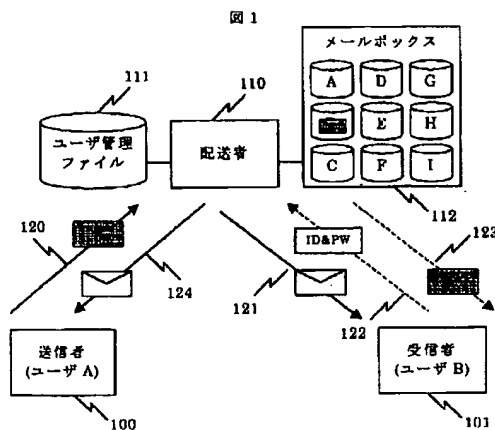 図1
メールボックス
111
110
A
D
G
ユーザ管理
ファイル
配送者
E
H
C
F
I
112
120
124
121
ID&PW
122
123
送信者
(ユーザA)
受信者
(ユーザB)
100
101